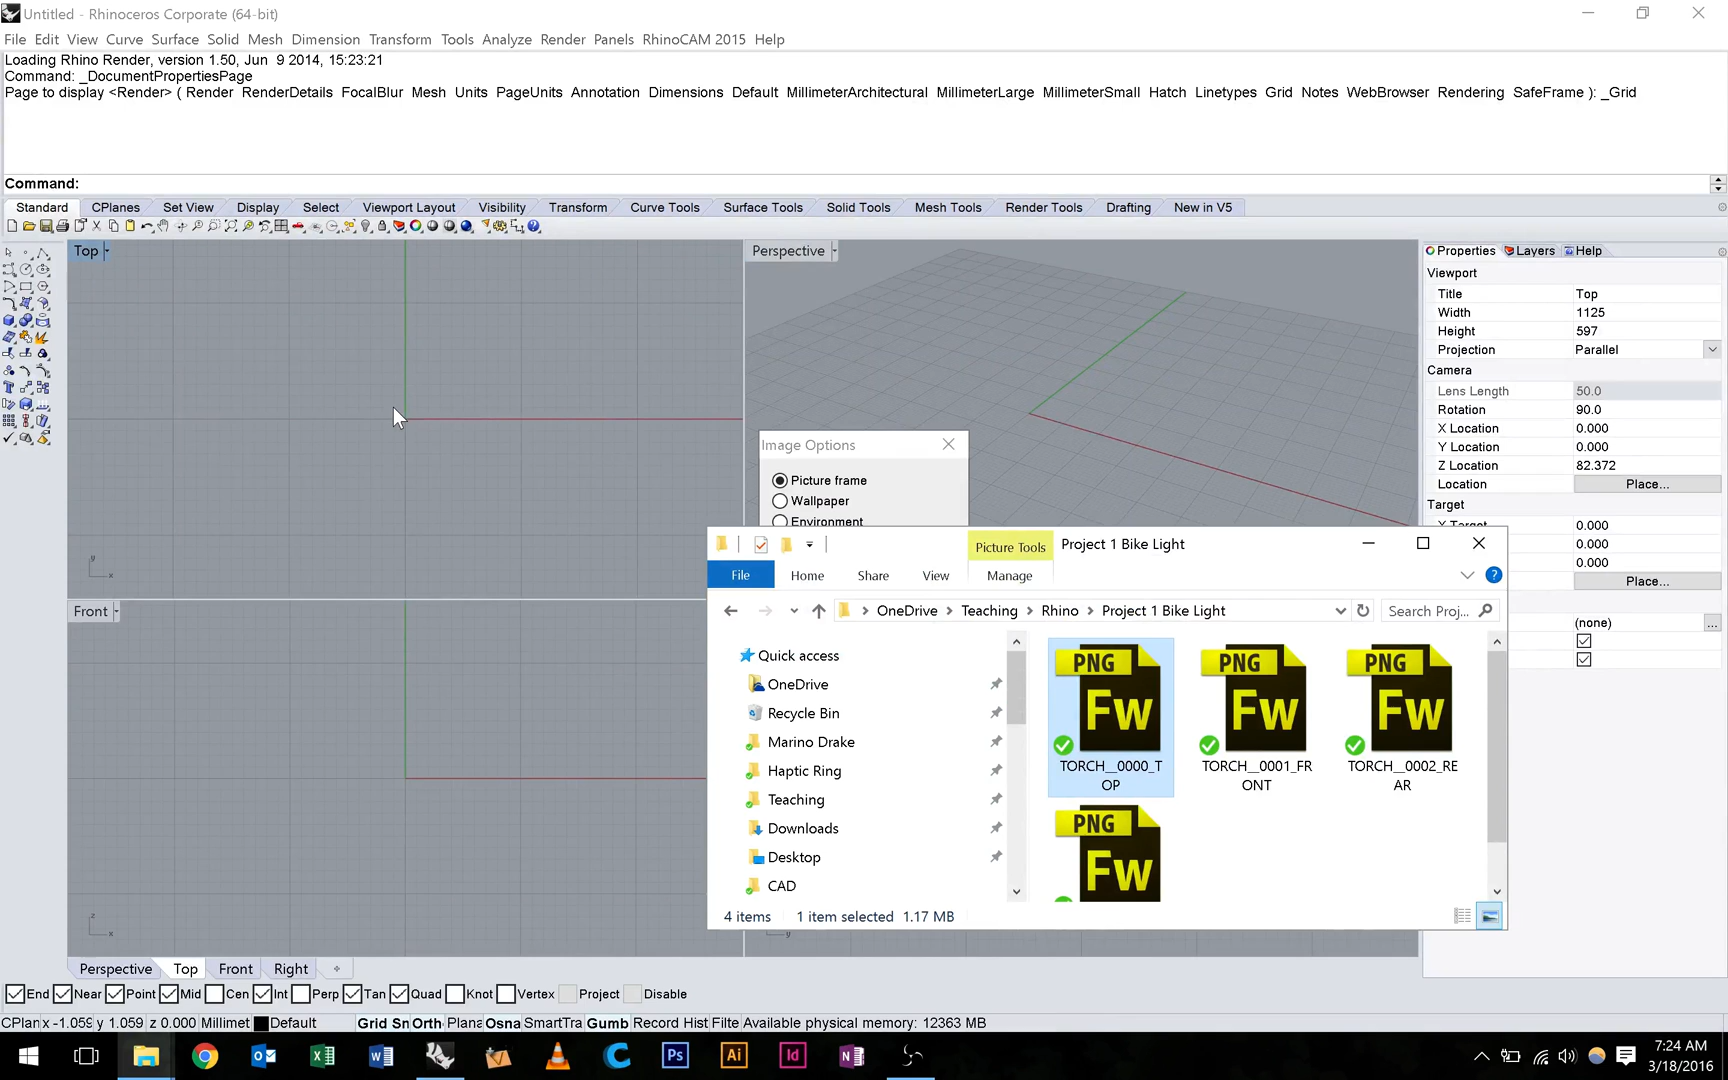 Untitled - Rhinoceros Corporate (64-bit)
File Edit View Curve Surface Solid Mesh Dimension Transform Tools Analyze Render Panels RhinoCAM 2015 Help
Loading Rhino Render, version 1.50, Jun 9 2014, 15:23:21
Command: _DocumentPropertiesPage
Page to display <Render> ( Render RenderDetails FocalBlur Mesh Units PageUnits Annotation Dimensions Default MillimeterArchitectural MillimeterLarge MillimeterSmall Hatch Linetypes Grid Notes WebBrowser Rendering SafeFrame ): _Grid
Command:
Standard CPlanes Set View Display Select Viewport Layout Visibility Transform Curve Tools Surface Tools Solid Tools Mesh Tools Render Tools Drafting New in V5
Top
Perspective
Properties Layers Help
Viewport
Title Top
Width 1125
Height 597
Projection Parallel
Camera
Lens Length 50.0
Rotation 90.0
X Location 0.000
Y Location 0.000
Z Location 82.372
Location Place...
Target
X Target 0.000
0.000
0.000
Place...
(none) ...
Image Options
Picture frame
Wallpaper
Environment
Picture Tools Project 1 Bike Light
File Home Share View Manage
OneDrive Teaching Rhino Project 1 Bike Light
Search Proj...
Quick access
OneDrive
Recycle Bin
Marino Drake
Haptic Ring
Teaching
Downloads
Desktop
CAD
PNG Fw
TORCH__0000_T
OP
PNG Fw
TORCH__0001_FR
ONT
PNG Fw
TORCH__0002_RE
AR
PNG Fw
4 items 1 item selected 1.17 MB
y
x
Front
z
x
y
Perspective Top Front Right
End Near Point Mid Cen Int Perp Tan Quad Knot Vertex Project Disable
CPlan x -1.059 y 1.059 z 0.000 Millimet Default Grid Sn Orth Plana Osna SmartTra Gumb Record Hist Filte Available physical memory: 12363 MB
Ps Ai Id
7:24 AM
3/18/2016